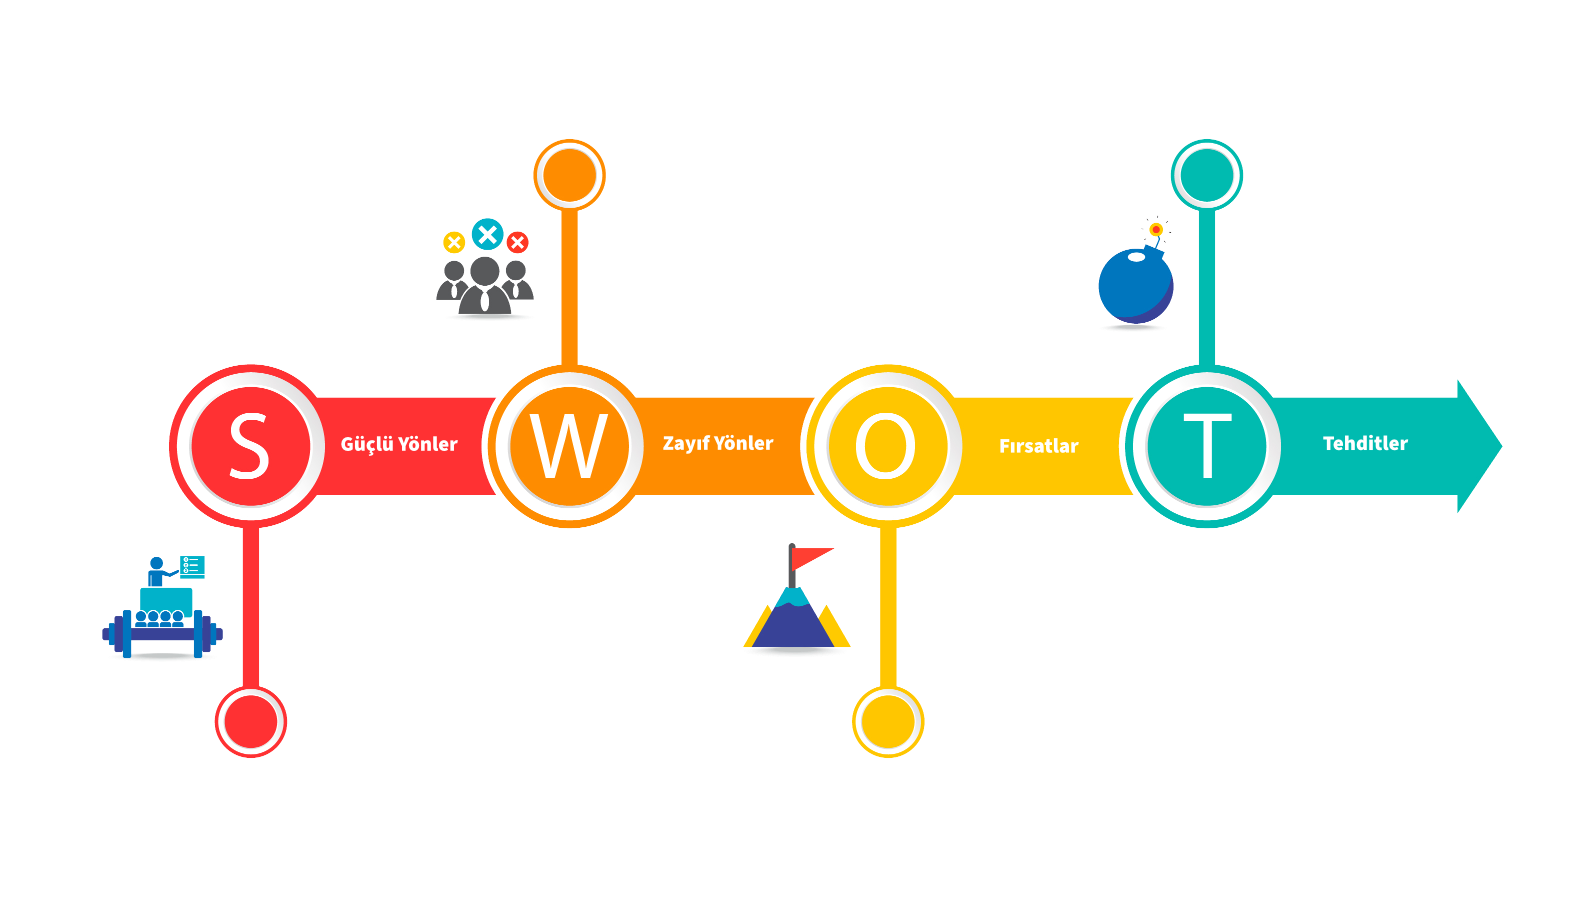 S
Güçlü Yönler
W
Zayıf Yönler
O
Fırsatlar
T
Tehditler